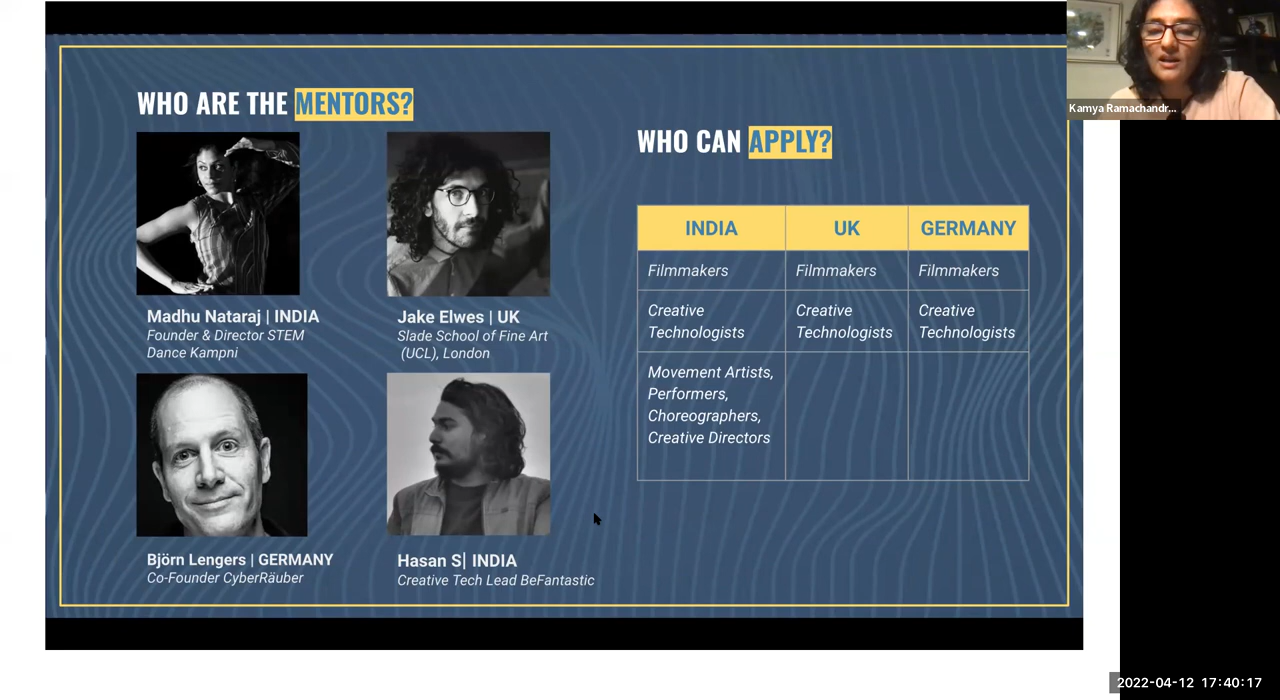 WHO ARE THE MENTORS?
Madhu Nataraj | INDIA
Founder & Director STEM
Dance Kampni
Jake Elwes | UK
Slade School of Fine Art
(UCL), London
Björn Lengers | GERMANY
Co-Founder CyberRäuber
Hasan S| INDIA
Creative Tech Lead BeFantastic
WHO CAN APPLY?
INDIA UK GERMANY
Filmmakers Filmmakers Filmmakers
Creative Creative Creative
Technologists Technologists Technologists
Movement Artists,
Performers,
Choreographers,
Creative Directors
Kamya Ramachandr...
2022-04-12 17:40:17